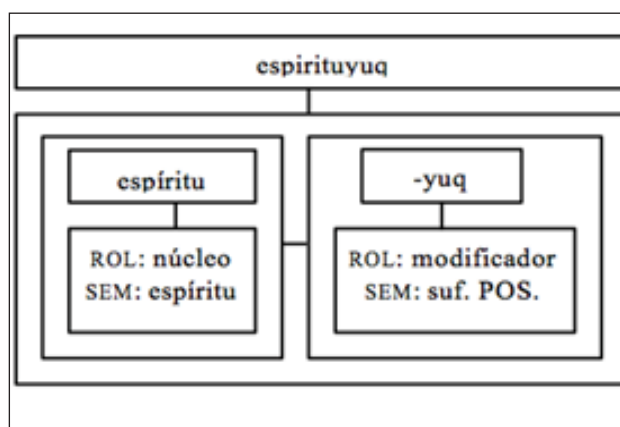 espirituyuq
espíritu
-yuq
ROL: núcleo
SEM: espíritu
ROL: modificador
SEM: suf. POS.